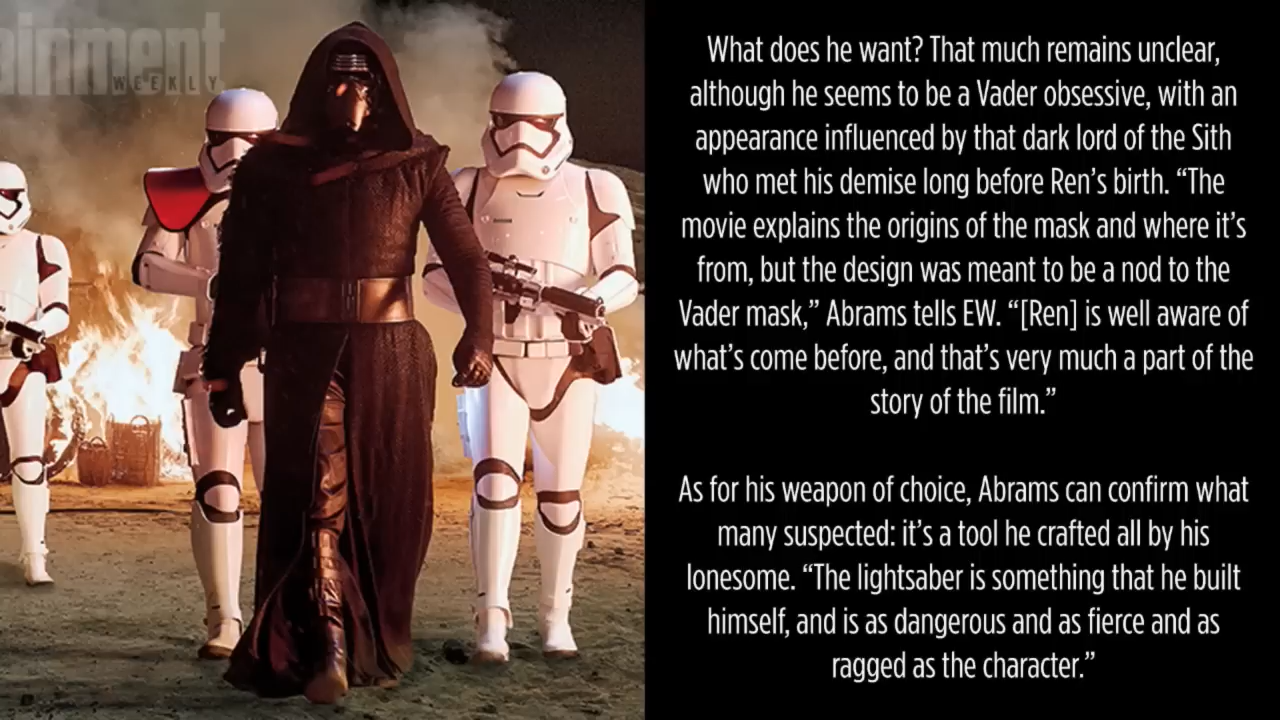 ainment
WEEKLY
What does he want? That much remains unclear,
although he seems to be a Vader obsessive, with an
appearance influenced by that dark lord of the Sith
who met his demise long before Ren's birth. “The
movie explains the origins of the mask and where it's
from, but the design was meant to be a nod to the
Vader mask,” Abrams tells EW. “[Ren] is well aware of
what's come before, and that's very much a part of the
story of the film.”
As for his weapon of choice, Abrams can confirm what
many suspected: it's a tool he crafted all by his
lonesome. “The lightsaber is something that he built
himself, and is as dangerous and as fierce and as
ragged as the character.”